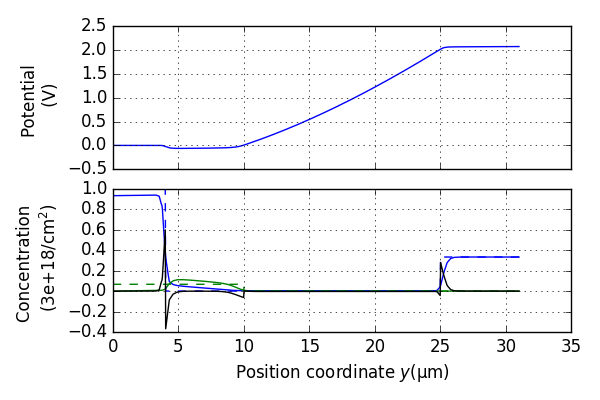 2.5
2.0
1.5
1.0
0.5
0.0
−0.5
Potential
(V)
1.0
0.8
0.6
0.4
0.2
0.0
−0.2
−0.4
Concentration
(3e+18/cm²)
0 5 10 15 20 25 30 35
Position coordinate y(μm)